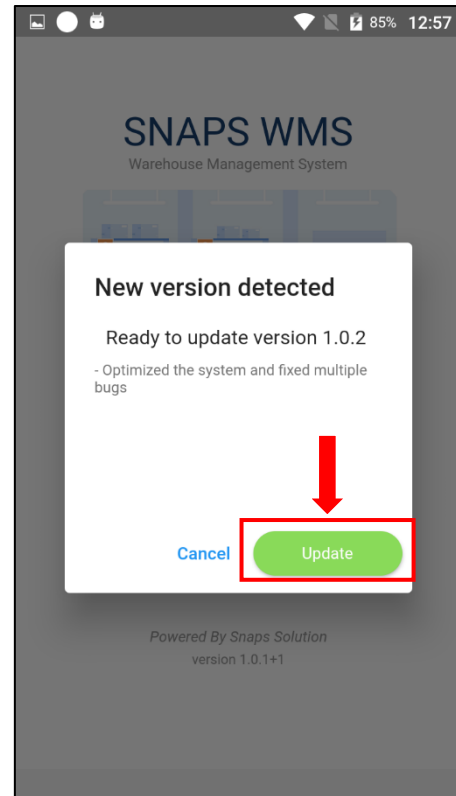 85% 12:57
SNAPS WMS
Warehouse Management System
New version detected
Ready to update version 1.0.2
- Optimized the system and fixed multiple
bugs
Cancel Update
Powered By Snaps Solution
version 1.0.1+1